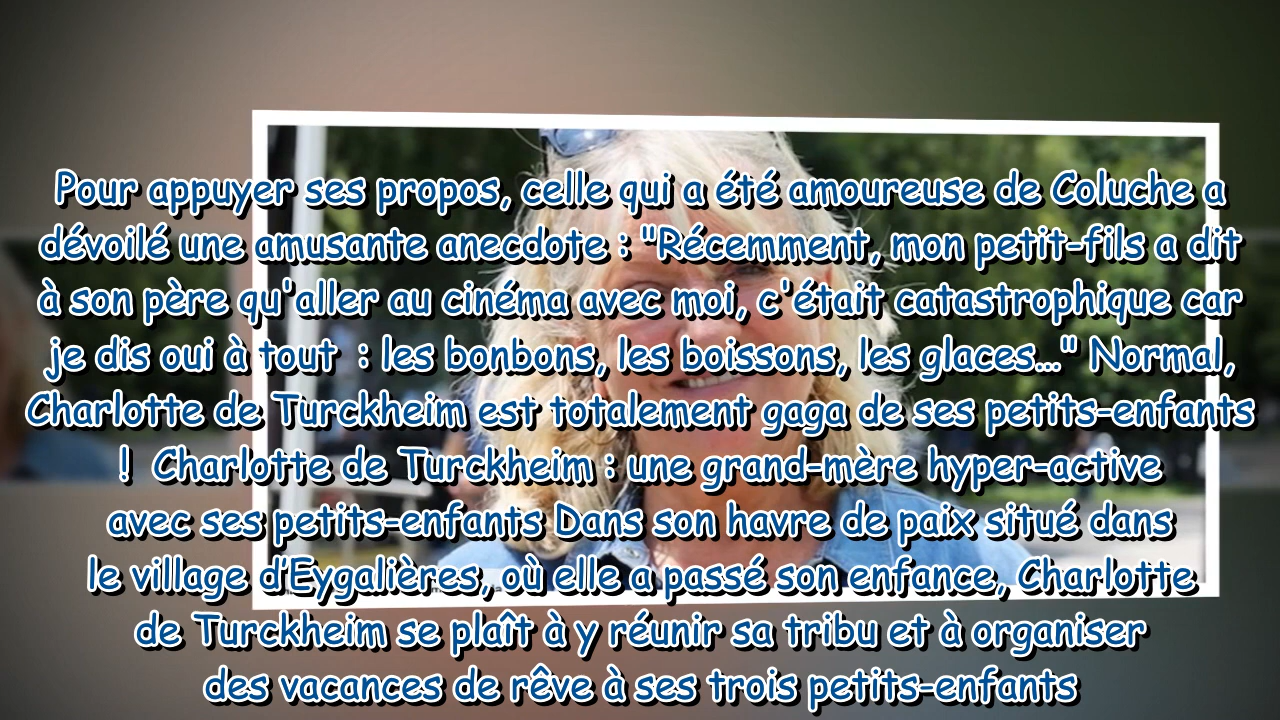 Pour appuyer ses propos, celle qui a été amoureuse de Coluche a
dévoilé une amusante anecdote : "Récemment, mon petit-fils a dit
à son père qu'aller au cinéma avec moi, c'était catastrophique car
je dis oui à tout  : les bonbons, les boissons, les glaces..." Normal,
Charlotte de Turckheim est totalement gaga de ses petits-enfants
!  Charlotte de Turckheim : une grand-mère hyper-active
avec ses petits-enfants Dans son havre de paix situé dans
le village d’Eygalières, où elle a passé son enfance, Charlotte
de Turckheim se plaît à y réunir sa tribu et à organiser
des vacances de rêve à ses trois petits-enfants